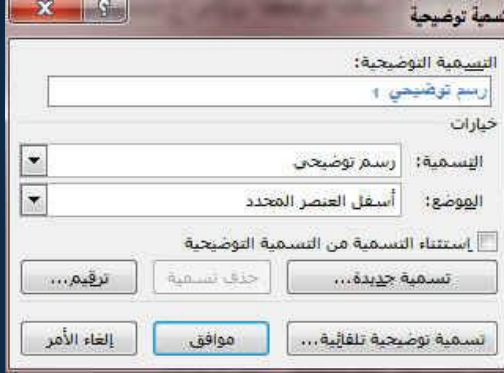 تسمية توضيحية
التسمية التوضيحية:
رسم توضيحي ١
خيارات
التسمية: رسم توضيحي
الموضع: أسفل العنصر المحدد
إستثناء التسمية من التسمية التوضيحية
تسمية جديدة... حذف تسمية ترقيم...
تسمية توضيحية تلقائية... موافق إلغاء الأمر